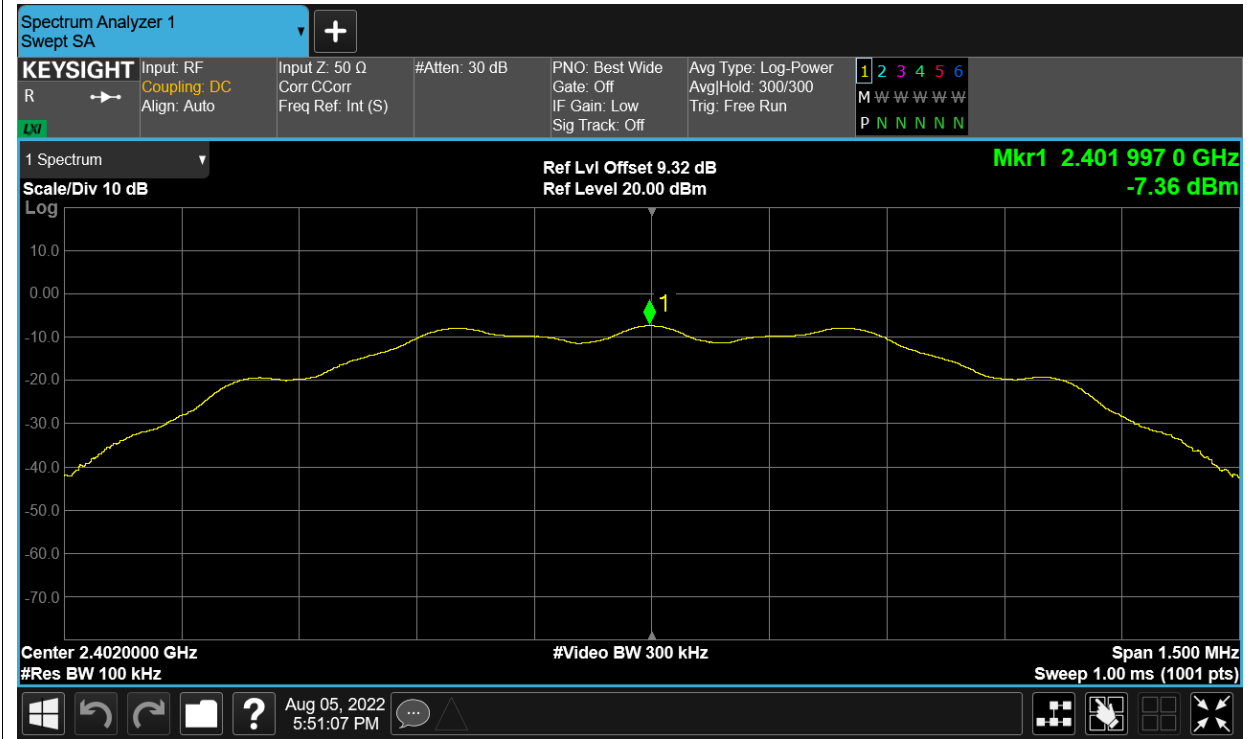 Spectrum Analyzer 1
Swept SA
+
KEYSIGHT
R
LXI
Input: RF
Coupling: DC
Align: Auto
Input Z: 50 Ω
Corr CCorr
Freq Ref: Int (S)
#Atten: 30 dB
PNO: Best Wide
Gate: Off
IF Gain: Low
Sig Track: Off
Avg Type: Log-Power
Avg|Hold: 300/300
Trig: Free Run
1 2 3 4 5 6
M W W W W W
P N N N N N
1 Spectrum
Scale/Div 10 dB
Log
Ref Lvl Offset 9.32 dB
Ref Level 20.00 dBm
Mkr1 2.401 997 0 GHz
-7.36 dBm
10.0
0.00
-10.0
-20.0
-30.0
-40.0
-50.0
-60.0
-70.0
1
Center 2.4020000 GHz
#Res BW 100 kHz
#Video BW 300 kHz
Span 1.500 MHz
Sweep 1.00 ms (1001 pts)
?
Aug 05, 2022
5:51:07 PM